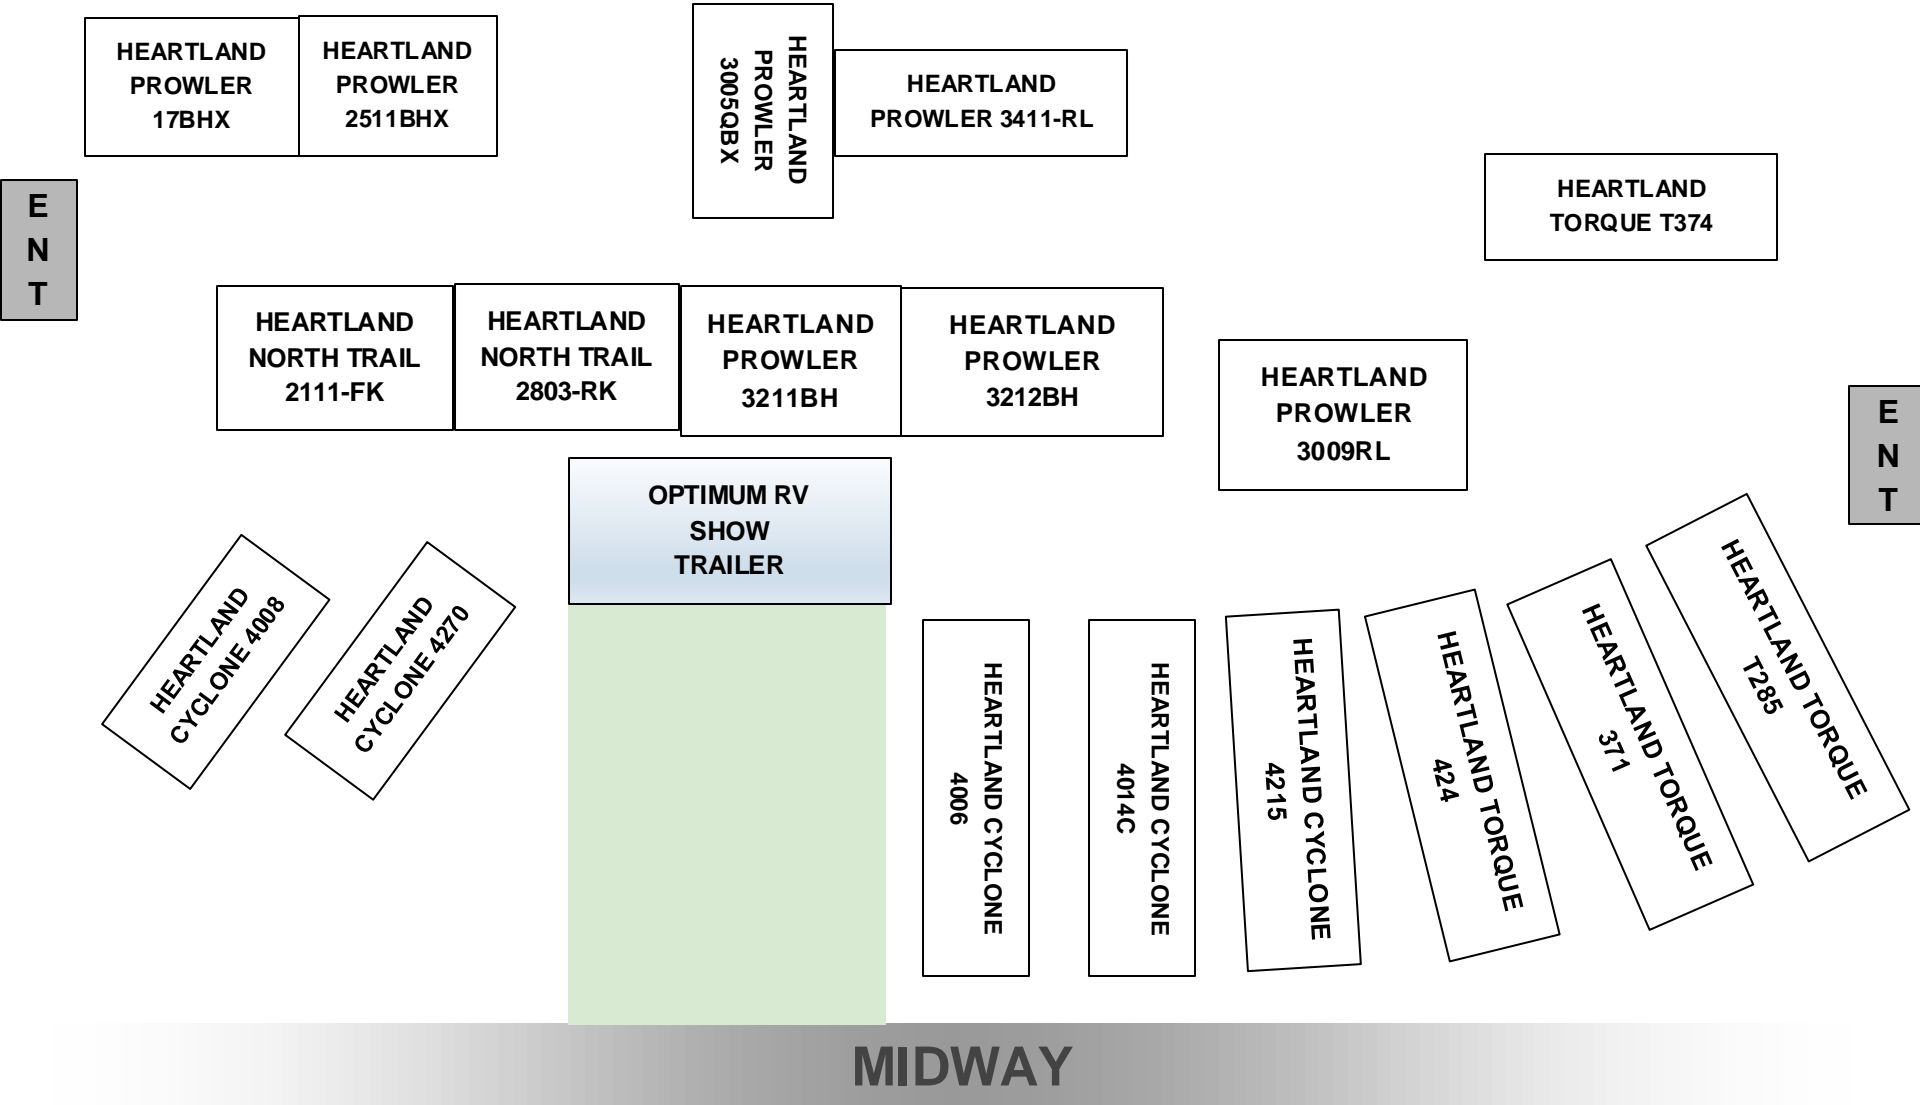 HEARTLAND
PROWLER
17BHX
HEARTLAND
PROWLER
2511BHX
HEARTLAND
PROWLER
3005QBX
HEARTLAND
PROWLER 3411-RL
HEARTLAND
TORQUE T374
E
N
T
HEARTLAND
NORTH TRAIL
2111-FK
HEARTLAND
NORTH TRAIL
2803-RK
HEARTLAND
PROWLER
3211BH
HEARTLAND
PROWLER
3212BH
HEARTLAND
PROWLER
3009RL
E
N
T
OPTIMUM RV
SHOW
TRAILER
HEARTLAND
CYCLONE 4008
HEARTLAND
CYCLONE 4270
HEARTLAND CYCLONE
4006
HEARTLAND CYCLONE
4014C
HEARTLAND CYCLONE
4215
HEARTLAND TORQUE
424
HEARTLAND TORQUE
371
HEARTLAND TORQUE
T285
MIDWAY